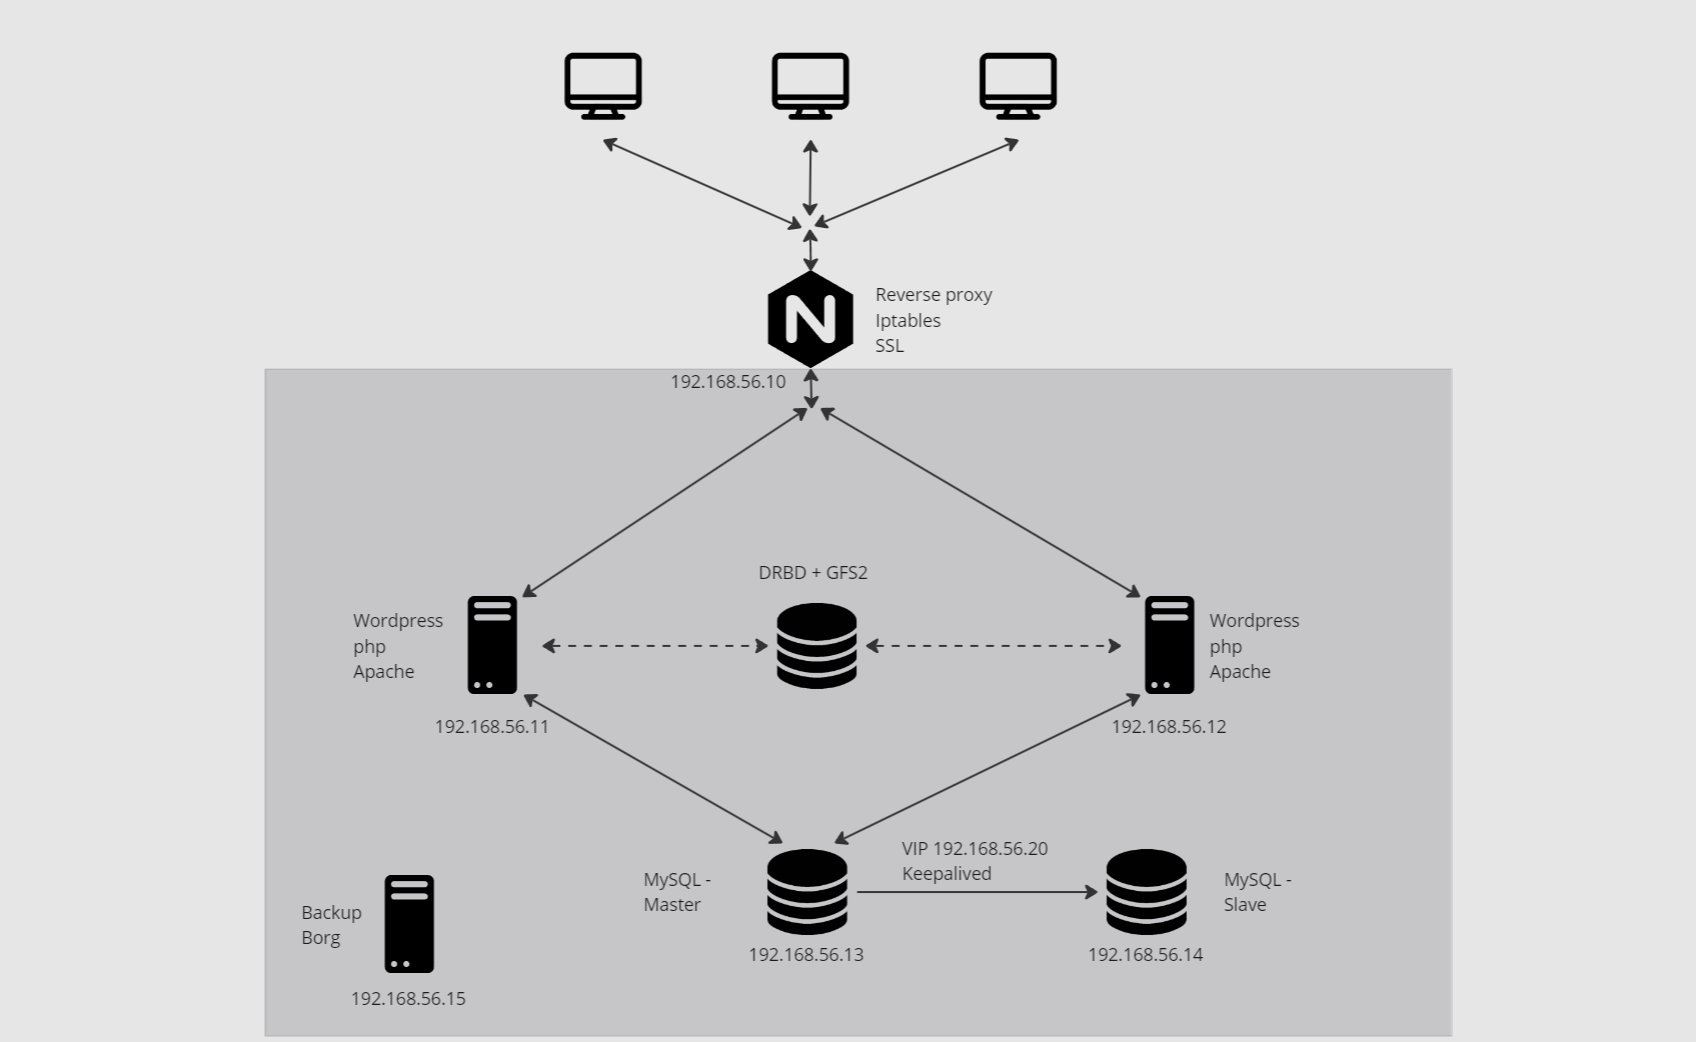 N
Reverse proxy
Iptables
SSL
192.168.56.10
DRBD + GFS2
Wordpress
php
Apache
192.168.56.11
Wordpress
php
Apache
192.168.56.12
VIP 192.168.56.20
Keepalived
MySQL -
Master
192.168.56.13
MySQL -
Slave
192.168.56.14
Backup
Borg
192.168.56.15